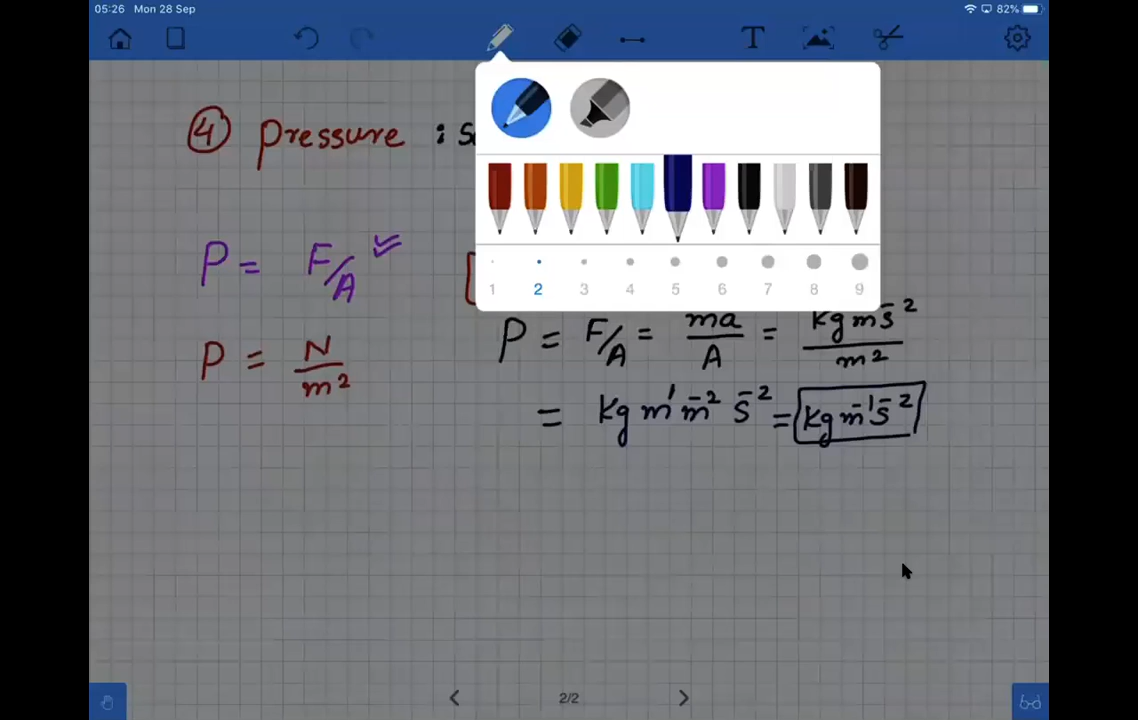 05:26 Mon 28 Sep 82%
T
④ Pressure : S
1 2 3 4 5 6 7 8 9
P = F/A
P = F/A = ma/A = kg m s⁻²/m²
P = N/m²
= kg m¹ m⁻² s⁻² = kg m⁻¹ s⁻²
2/2